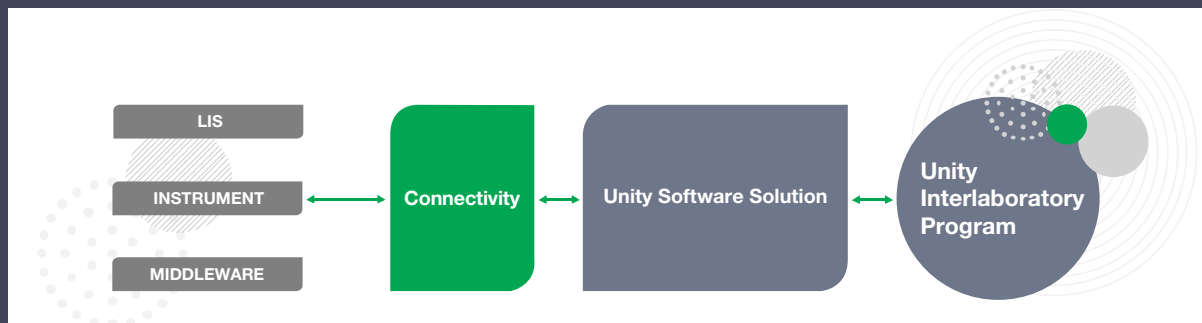 LIS
INSTRUMENT
MIDDLEWARE
Connectivity
Unity Software Solution
Unity
Interlaboratory
Program